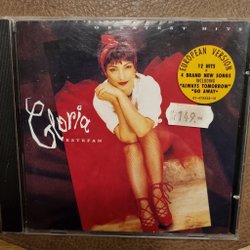 GREATEST HITS
Gloria
ESTEFAN
EUROPEAN VERSION
12 HITS
+
4 BRAND NEW SONGS
INCLUDING
"ALWAYS TOMORROW"
"GO AWAY"
149.-